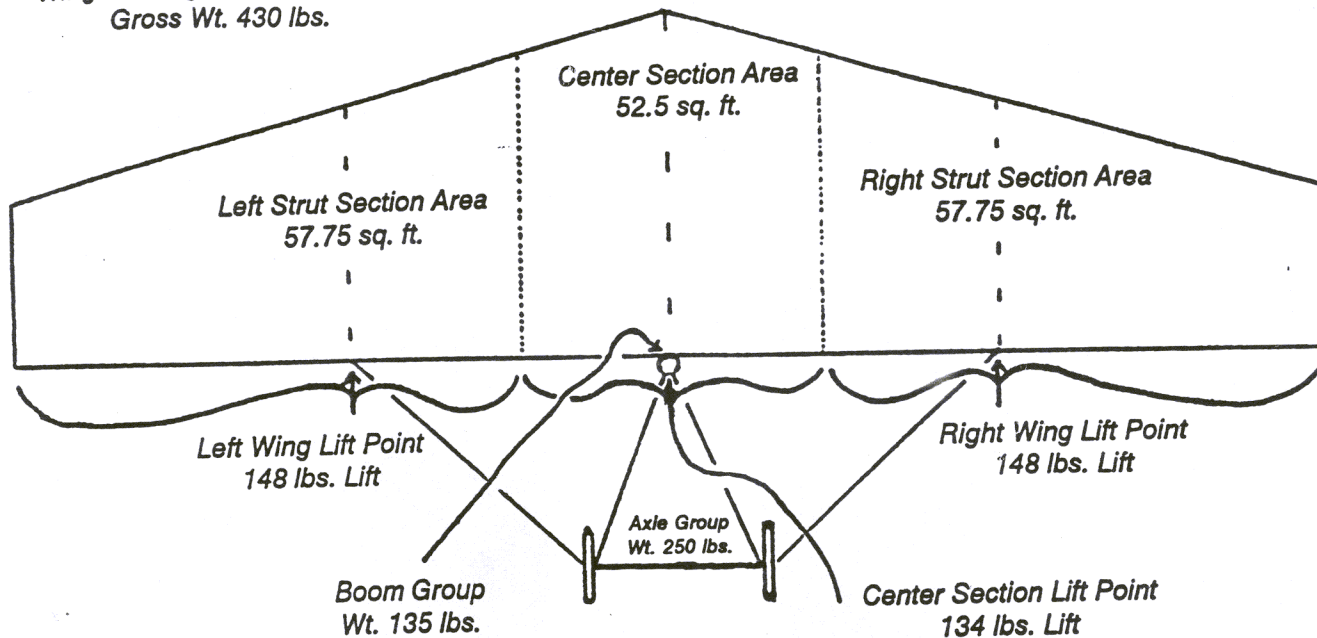 Gross Wt. 430 lbs.
Center Section Area
52.5 sq. ft.
Left Strut Section Area
57.75 sq. ft.
Right Strut Section Area
57.75 sq. ft.
Left Wing Lift Point
148 lbs. Lift
Right Wing Lift Point
148 lbs. Lift
Axle Group
Wt. 250 lbs.
Boom Group
Wt. 135 lbs.
Center Section Lift Point
134 lbs. Lift